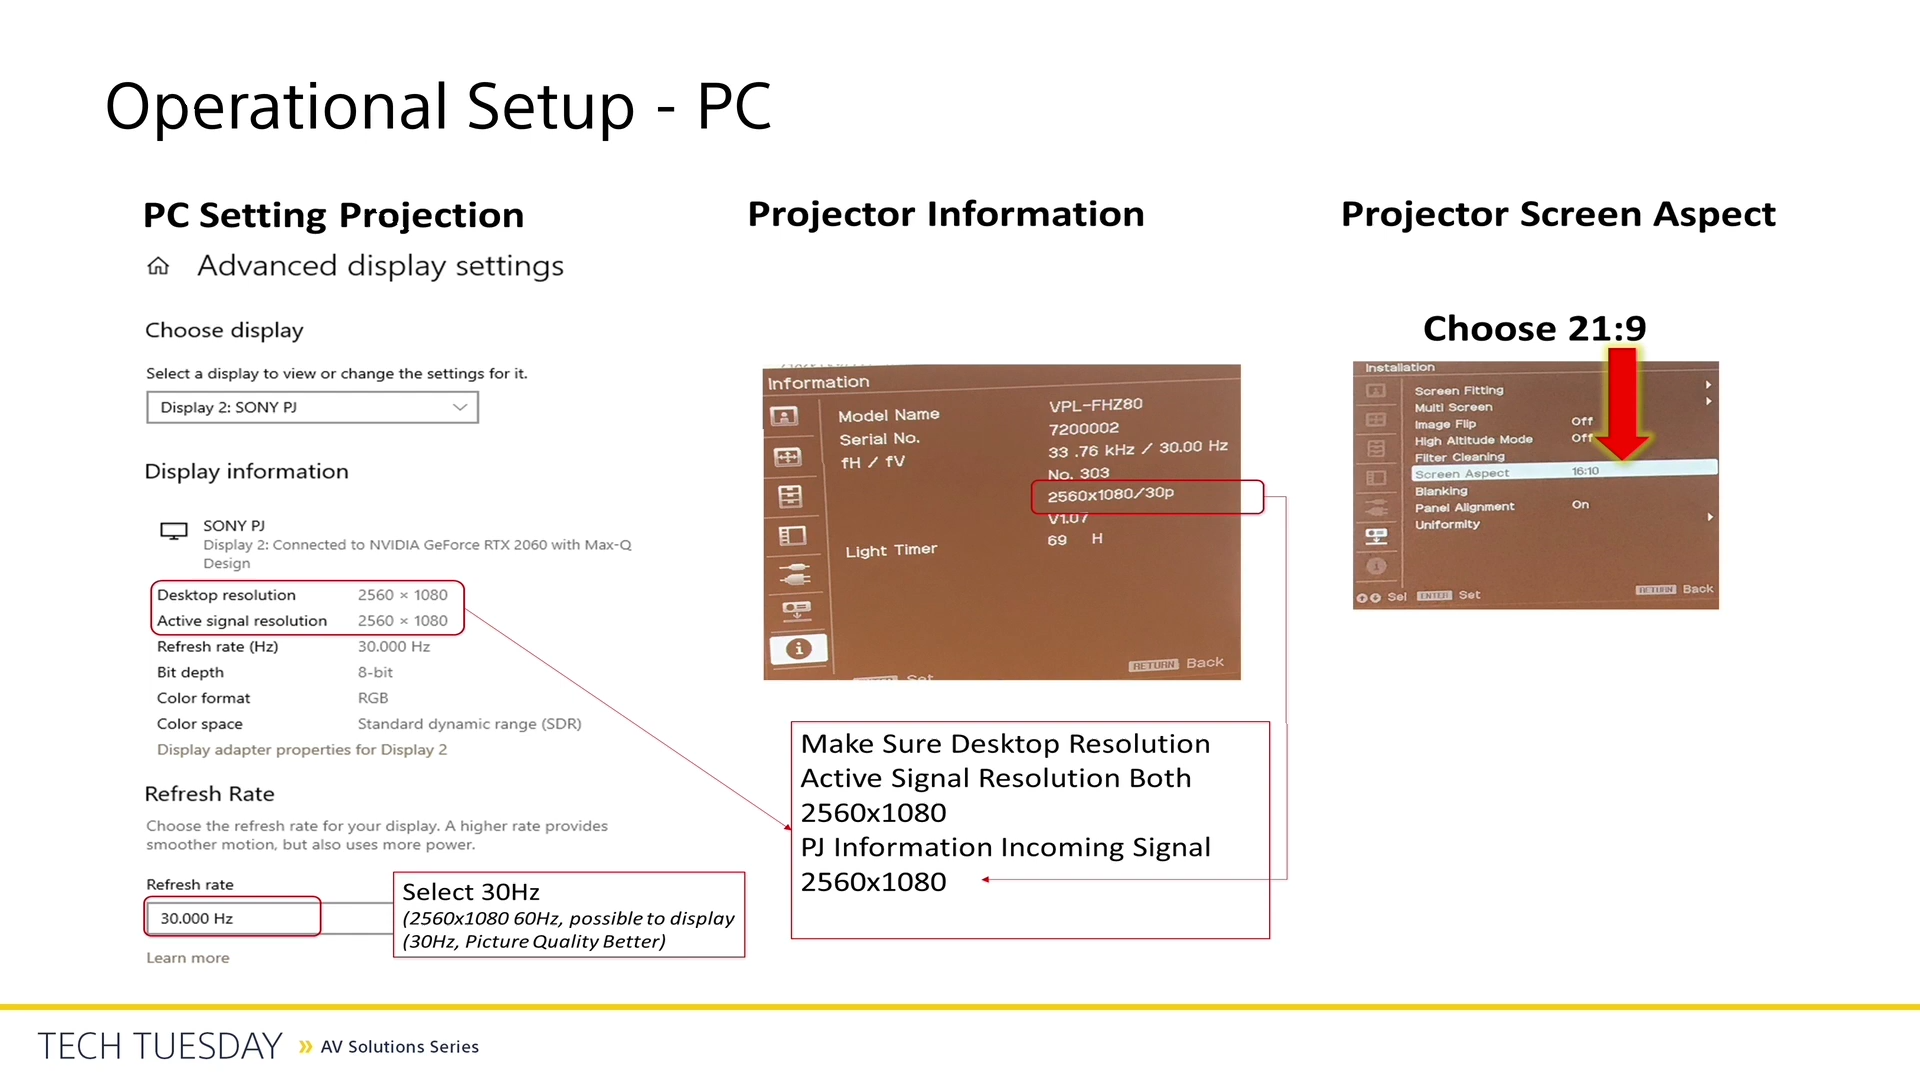 Operational Setup - PC
PC Setting Projection
Advanced display settings
Choose display
Select a display to view or change the settings for it.
Display 2: SONY PJ
Display information
SONY PJ
Display 2: Connected to NVIDIA GeForce RTX 2060 with Max-Q
Design
Desktop resolution 2560 × 1080
Active signal resolution 2560 × 1080
Refresh rate (Hz) 30.000 Hz
Bit depth 8-bit
Color format RGB
Color space Standard dynamic range (SDR)
Display adapter properties for Display 2
Refresh Rate
Choose the refresh rate for your display. A higher rate provides
smoother motion, but also uses more power.
Refresh rate
30.000 Hz
Learn more
Select 30Hz
(2560x1080 60Hz, possible to display
(30Hz, Picture Quality Better)
Projector Information
Information
Model Name VPL-FHZ80
Serial No. 7200002
fH / fV 33 .76 kHz / 30.00 Hz
No. 303
2560x1080/30p
V1.07
Light Timer 69 H
RETURN Back
Set
Make Sure Desktop Resolution
Active Signal Resolution Both
2560x1080
PJ Information Incoming Signal
2560x1080
Projector Screen Aspect
Choose 21:9
Installation
Screen Fitting
Multi Screen
Image Flip Off
High Altitude Mode Off
Filter Cleaning
Screen Aspect 16:10
Blanking
Panel Alignment On
Uniformity
Sel ENTER Set RETURN Back
TECH TUESDAY » AV Solutions Series